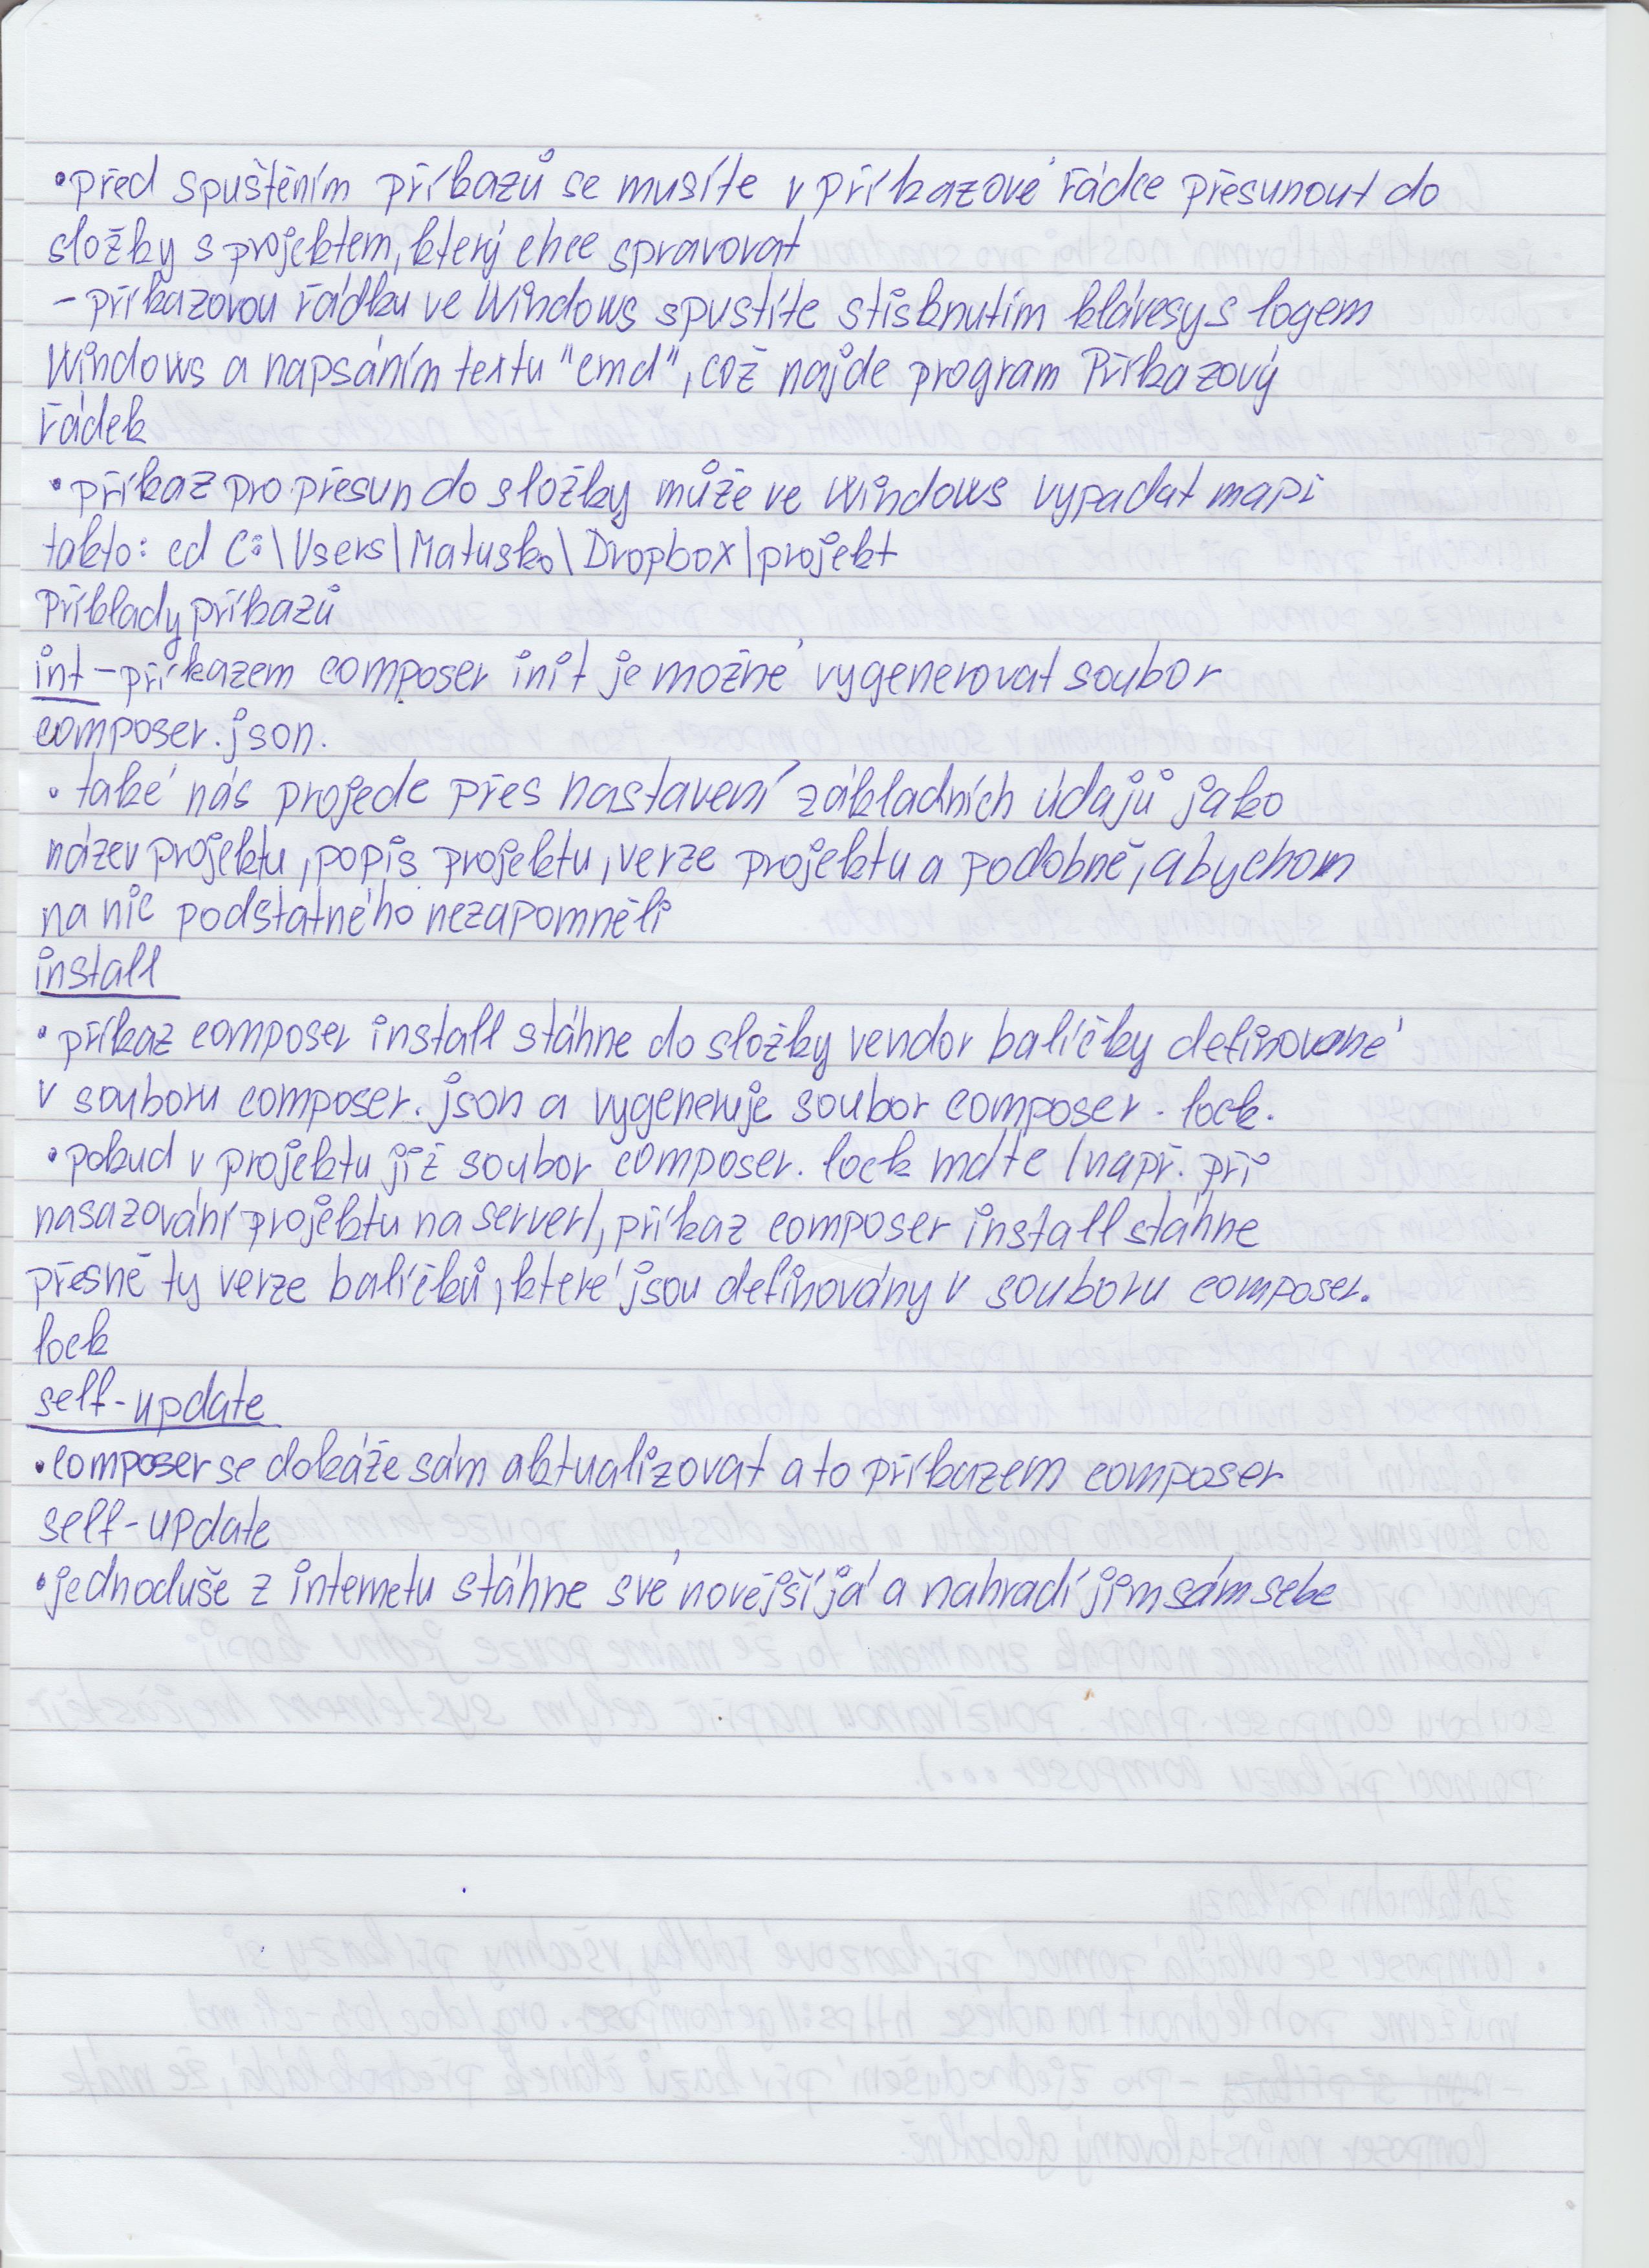 •před spuštěním příkazů se musíte v příkazové řádce přesunout do
složky s projektem, který chce spravovat
-příkazovou řádku ve Windows spustíte stisknutím klávesy s logem
Windows a napsáním textu "cmd", což najde program Příkazový
řádek
•příkaz pro přesun do složky může ve Windows vypadat mapi
takto: cd C:\Users\Matusko\Dropbox\projekt
Příklady příkazů
int-příkazem composer init je možné vygenerovat soubor
composer.json.
• také nás projede přes nastavení základních údajů jako
název projektu, popis projektu, verze projektu a podobně, abychom
na nic podstatného nezapomněli
install
•příkaz composer install stáhne do složky vendor balíčky definované
v souboru composer.json a vygeneruje soubor composer.lock.
•pokud v projektu již soubor composer.lock máte /např. při
nasazování projektu na server/, příkaz composer install stáhne
přesně ty verze balíčků, které jsou definovány v souboru composer.
lock
self-update
•composer se dokáže sám aktualizovat a to příkazem composer
self-update
•jednoduše z internetu stáhne své novější já a nahradí jim sám sebe